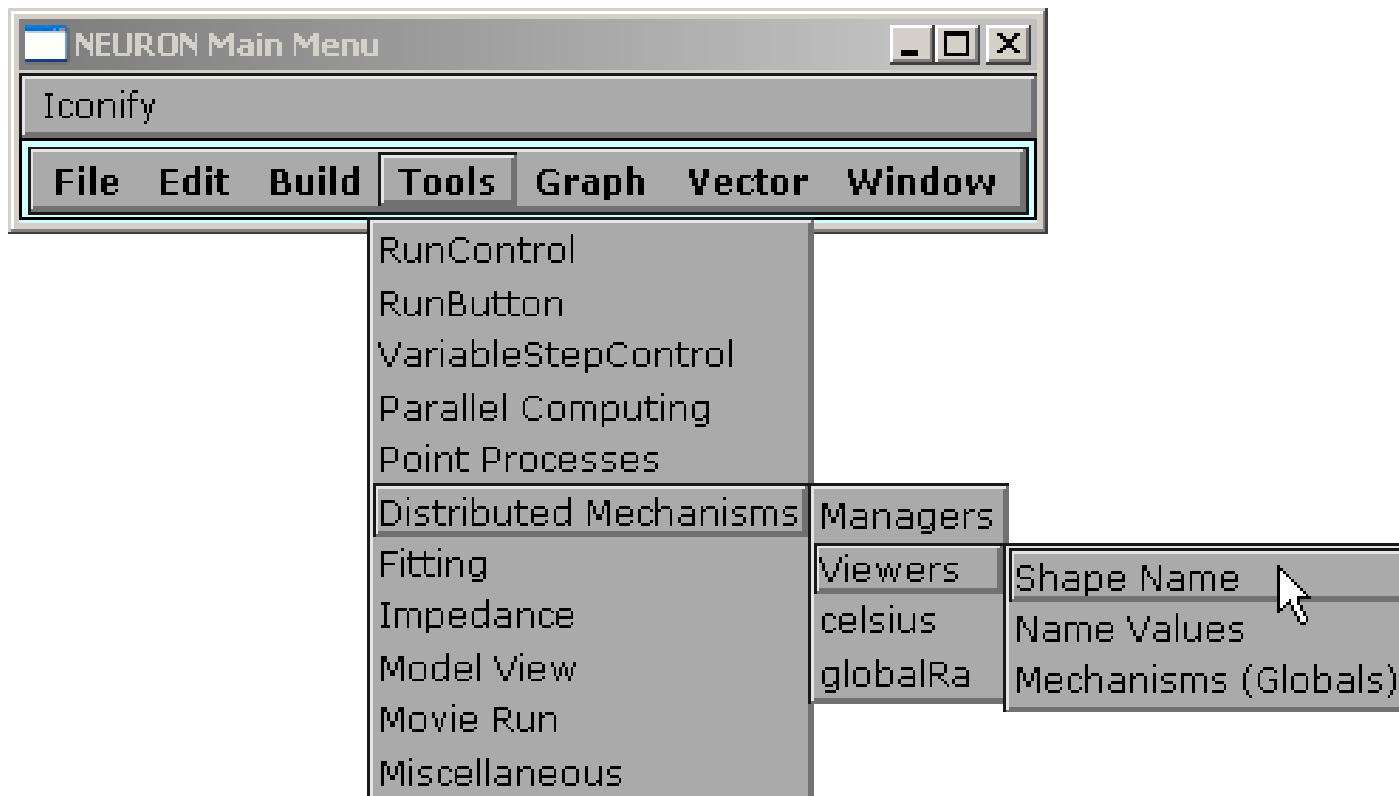 NEURON Main Menu
Iconify
File Edit Build Tools Graph Vector Window
RunControl
RunButton
VariableStepControl
Parallel Computing
Point Processes
Distributed Mechanisms
Fitting
Impedance
Model View
Movie Run
Miscellaneous
Managers
Viewers
celsius
globalRa
Shape Name
Name Values
Mechanisms (Globals)